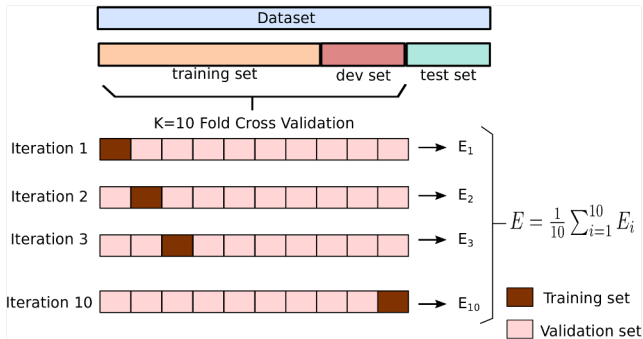 Dataset
training set
dev set
test set
K=10 Fold Cross Validation
Iteration 1
E₁
Iteration 2
E₂
Iteration 3
E₃
Iteration 10
E₁₀
E = 1/10 ∑_{i=1}^{10} E_i
Training set
Validation set